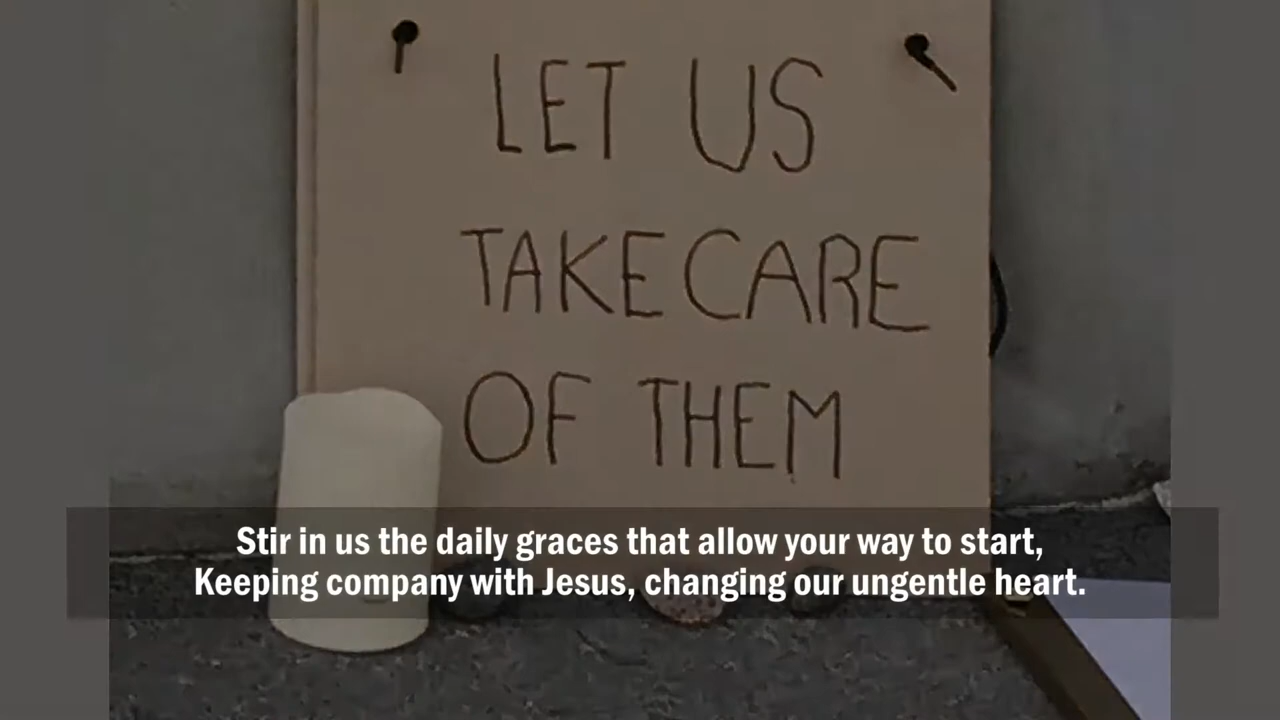 LET US
TAKE CARE
OF THEM
Stir in us the daily graces that allow your way to start,
Keeping company with Jesus, changing our ungentle heart.